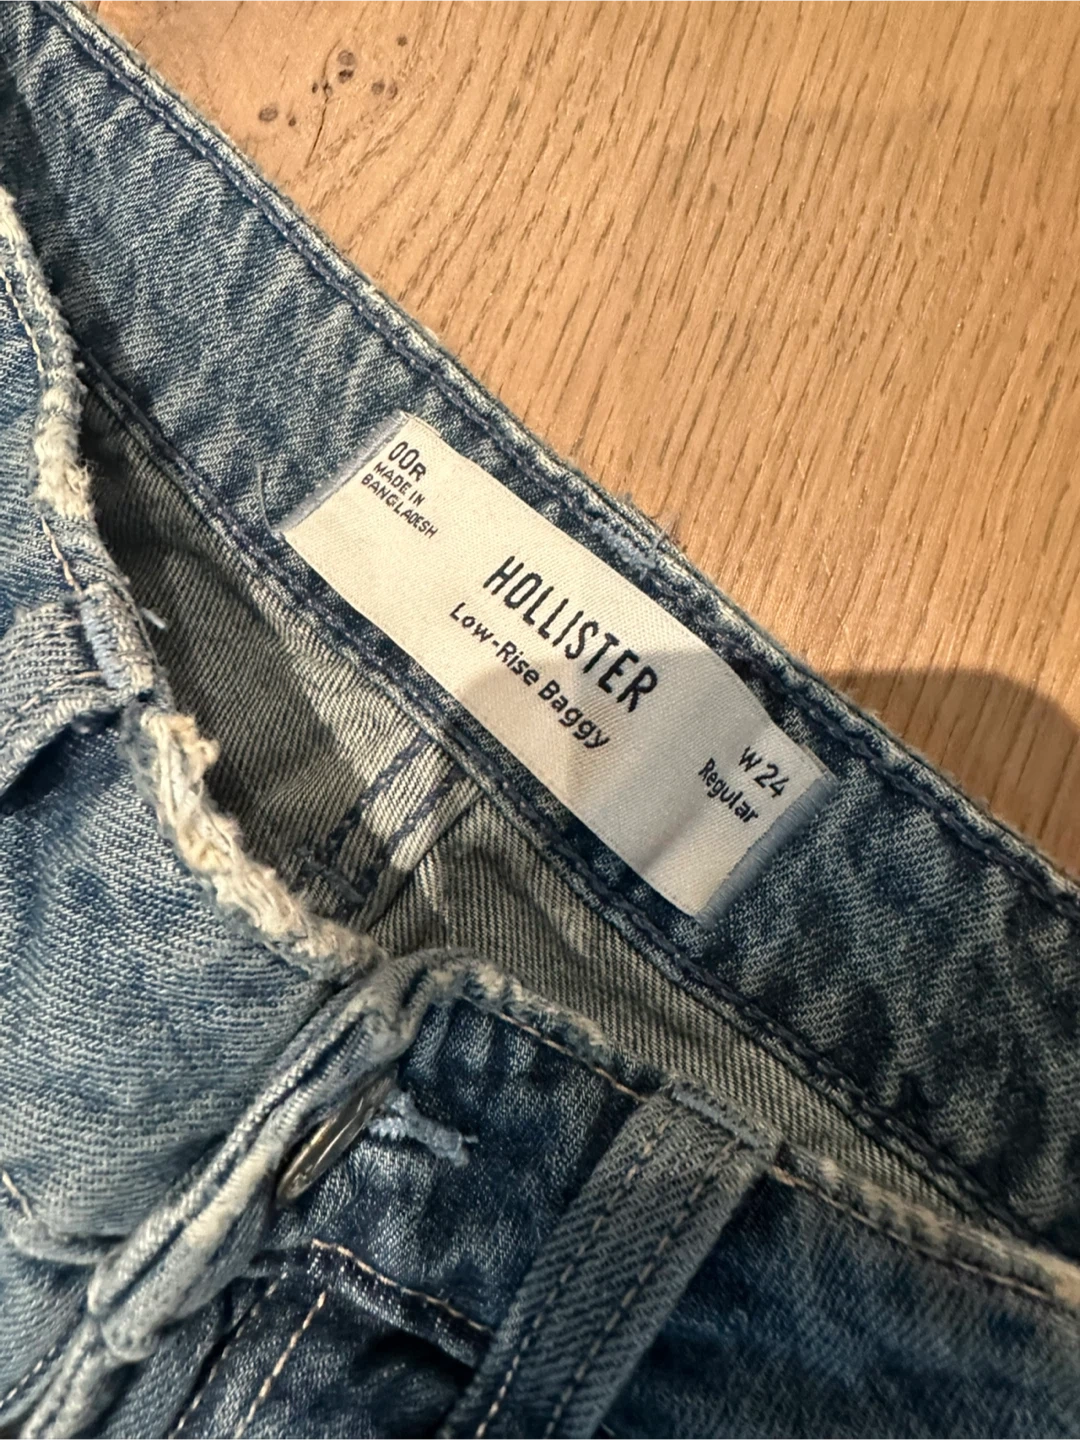 00R
MADE IN
BANGLADESH
HOLLISTER
Low-Rise Baggy
W 24
Regular